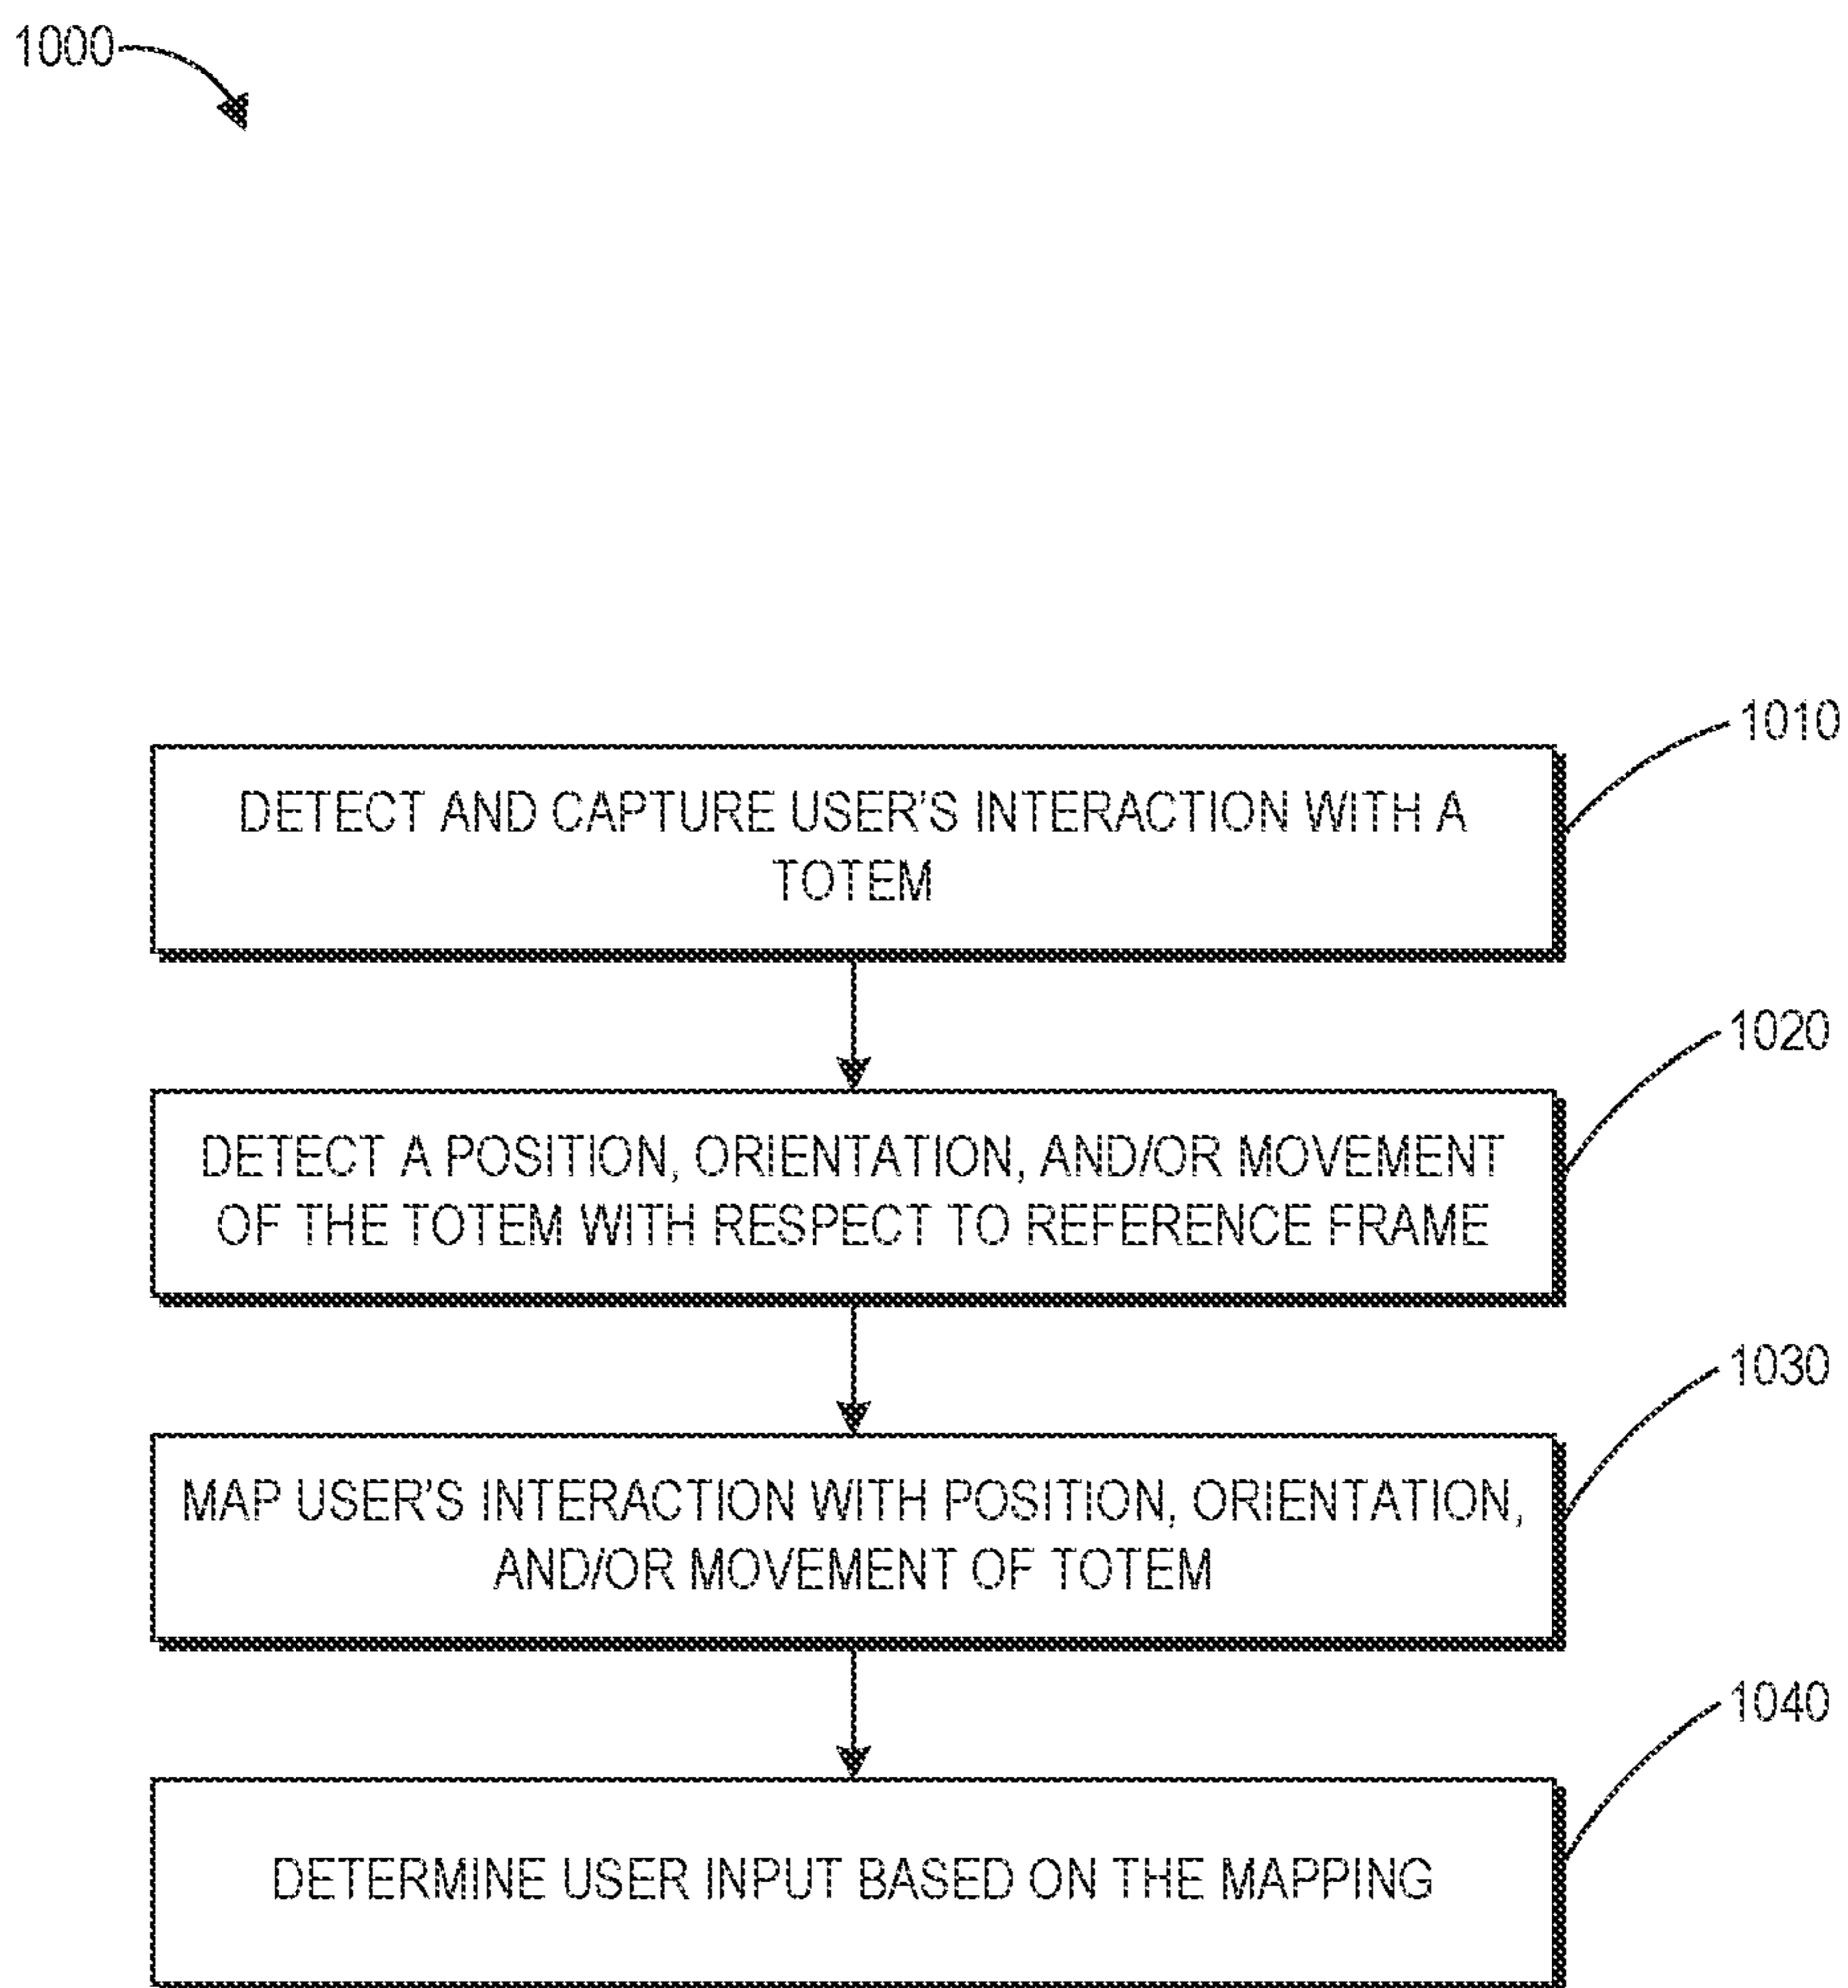 1000
1010
DETECT AND CAPTURE USER'S INTERACTION WITH A
TOTEM
1020
DETECT A POSITION, ORIENTATION, AND/OR MOVEMENT
OF THE TOTEM WITH RESPECT TO REFERENCE FRAME
1030
MAP USER'S INTERACTION WITH POSITION, ORIENTATION,
AND/OR MOVEMENT OF TOTEM
1040
DETERMINE USER INPUT BASED ON THE MAPPING